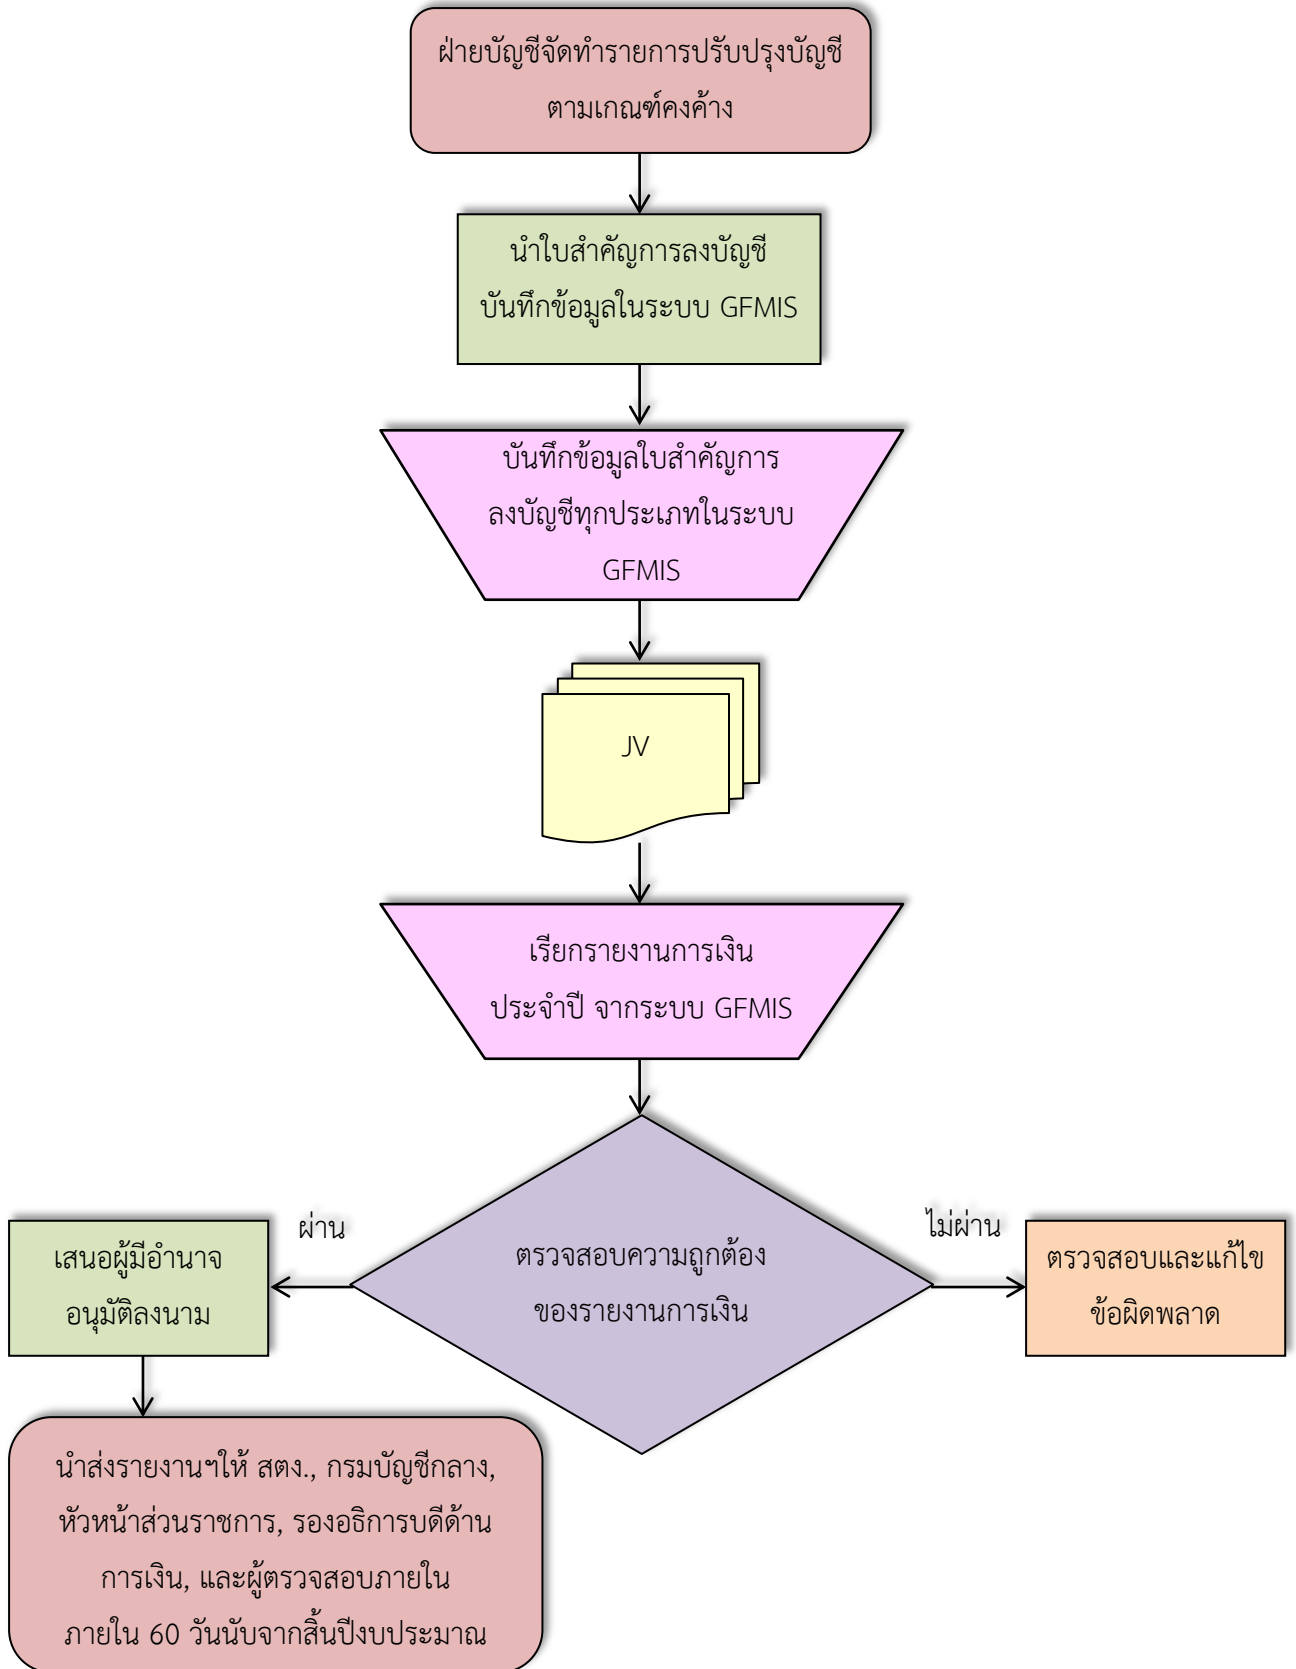 ฝ่ายบัญชีจัดทำรายการปรับปรุงบัญชี
ตามเกณฑ์คงค้าง
นำใบสำคัญการลงบัญชี
บันทึกข้อมูลในระบบ GFMIS
บันทึกข้อมูลใบสำคัญการ
ลงบัญชีทุกประเภทในระบบ
GFMIS
JV
เรียกรายงานการเงิน
ประจำปี จากระบบ GFMIS
ตรวจสอบความถูกต้อง
ของรายงานการเงิน
ผ่าน
ไม่ผ่าน
เสนอผู้มีอำนาจ
อนุมัติลงนาม
ตรวจสอบและแก้ไข
ข้อผิดพลาด
นำส่งรายงานฯให้ สตง., กรมบัญชีกลาง,
หัวหน้าส่วนราชการ, รองอธิการบดีด้าน
การเงิน, และผู้ตรวจสอบภายใน
ภายใน 60 วันนับจากสิ้นปีงบประมาณ